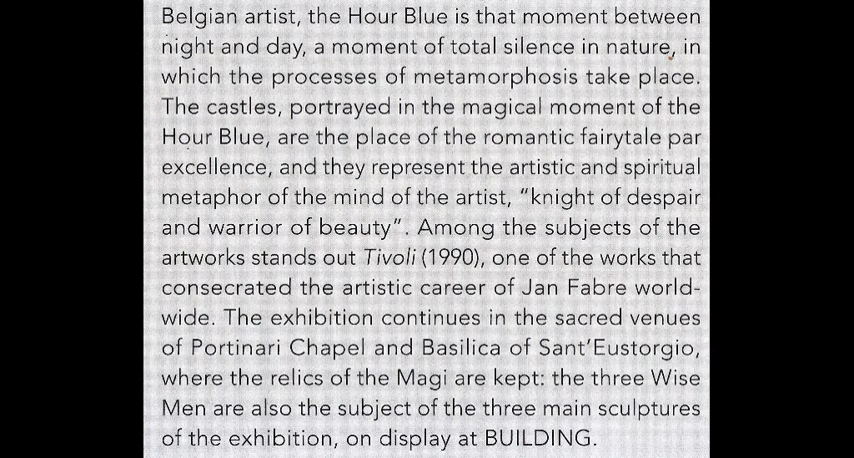 Belgian artist, the Hour Blue is that moment between
night and day, a moment of total silence in nature, in
which the processes of metamorphosis take place.
The castles, portrayed in the magical moment of the
Hour Blue, are the place of the romantic fairytale par
excellence, and they represent the artistic and spiritual
metaphor of the mind of the artist, “knight of despair
and warrior of beauty”. Among the subjects of the
artworks stands out Tivoli (1990), one of the works that
consecrated the artistic career of Jan Fabre world-
wide. The exhibition continues in the sacred venues
of Portinari Chapel and Basilica of Sant’Eustorgio,
where the relics of the Magi are kept: the three Wise
Men are also the subject of the three main sculptures
of the exhibition, on display at BUILDING.